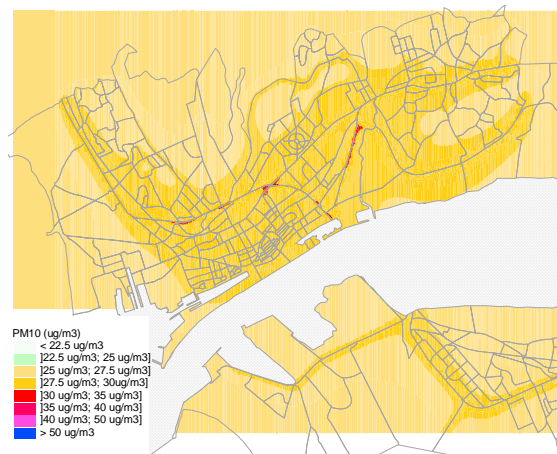 PM10 (ug/m3)
< 22.5 ug/m3
]22.5 ug/m3; 25 ug/m3]
]25 ug/m3; 27.5 ug/m3]
]27.5 ug/m3; 30ug/m3]
]30 ug/m3; 35 ug/m3]
]35 ug/m3; 40 ug/m3]
]40 ug/m3; 50 ug/m3]
> 50 ug/m3